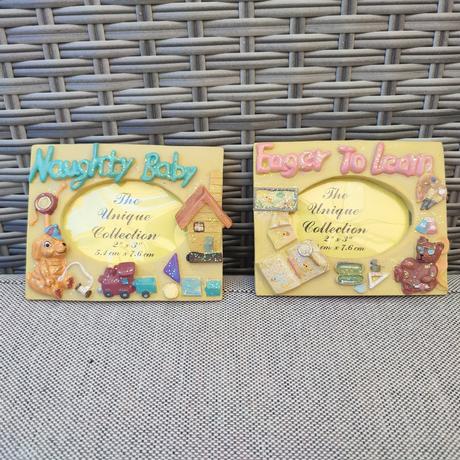 Naughty Baby
The
Unique
Collection
2" x 3"
5.1 cm x 7.6 cm
Eager To Learn
The
Unique
Collection
2" x 3"
cm x 7.6 cm